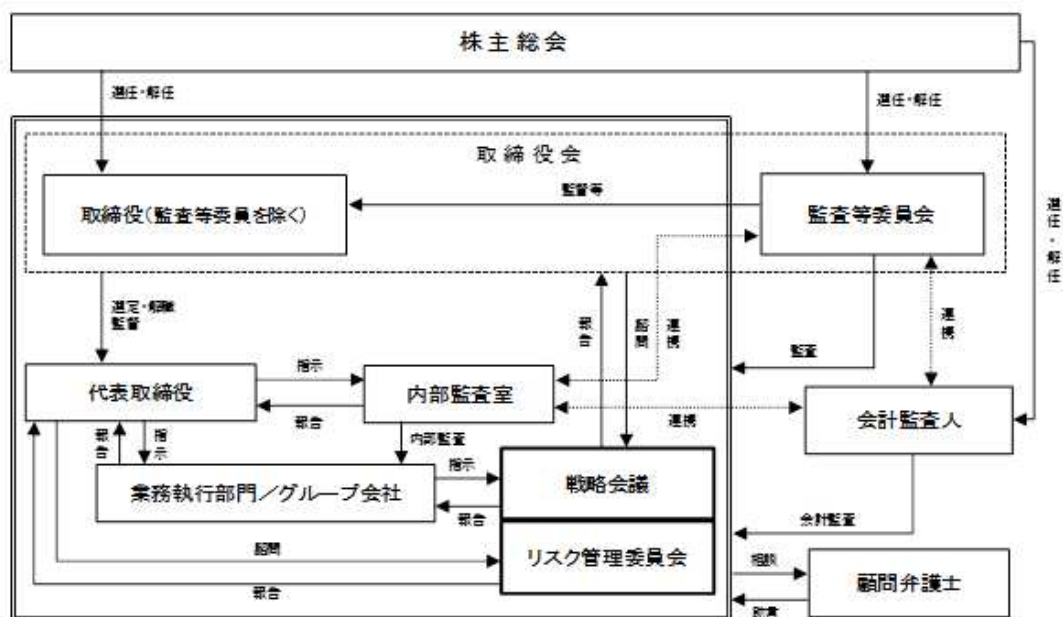 株主総会
選任・解任
選任・解任
取締役会
取締役（監査等委員を除く）
監督等
監査等委員会
選任・解任
選定・解職
監督
報告
諮問
連携
監査
連携
代表取締役
指示
内部監査室
報告
連携
会計監査人
報告
指示
内部監査
業務執行部門／グループ会社
指示
報告
戦略会議
会計監査
諮問
リスク管理委員会
報告
相談
顧問弁護士
助言